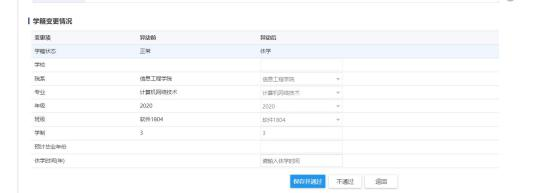 学籍变更情况
变更项 异动前 异动后
学籍状态 正常 休学
学校
院系 信息工程学院 信息工程学院
专业 计算机网络技术 计算机网络技术
年级 2020 2020
班级 软件1804 软件1804
学制 3 3
预计毕业年份
休学时间(年) 请输入休学时间
保存并通过 不通过 退回